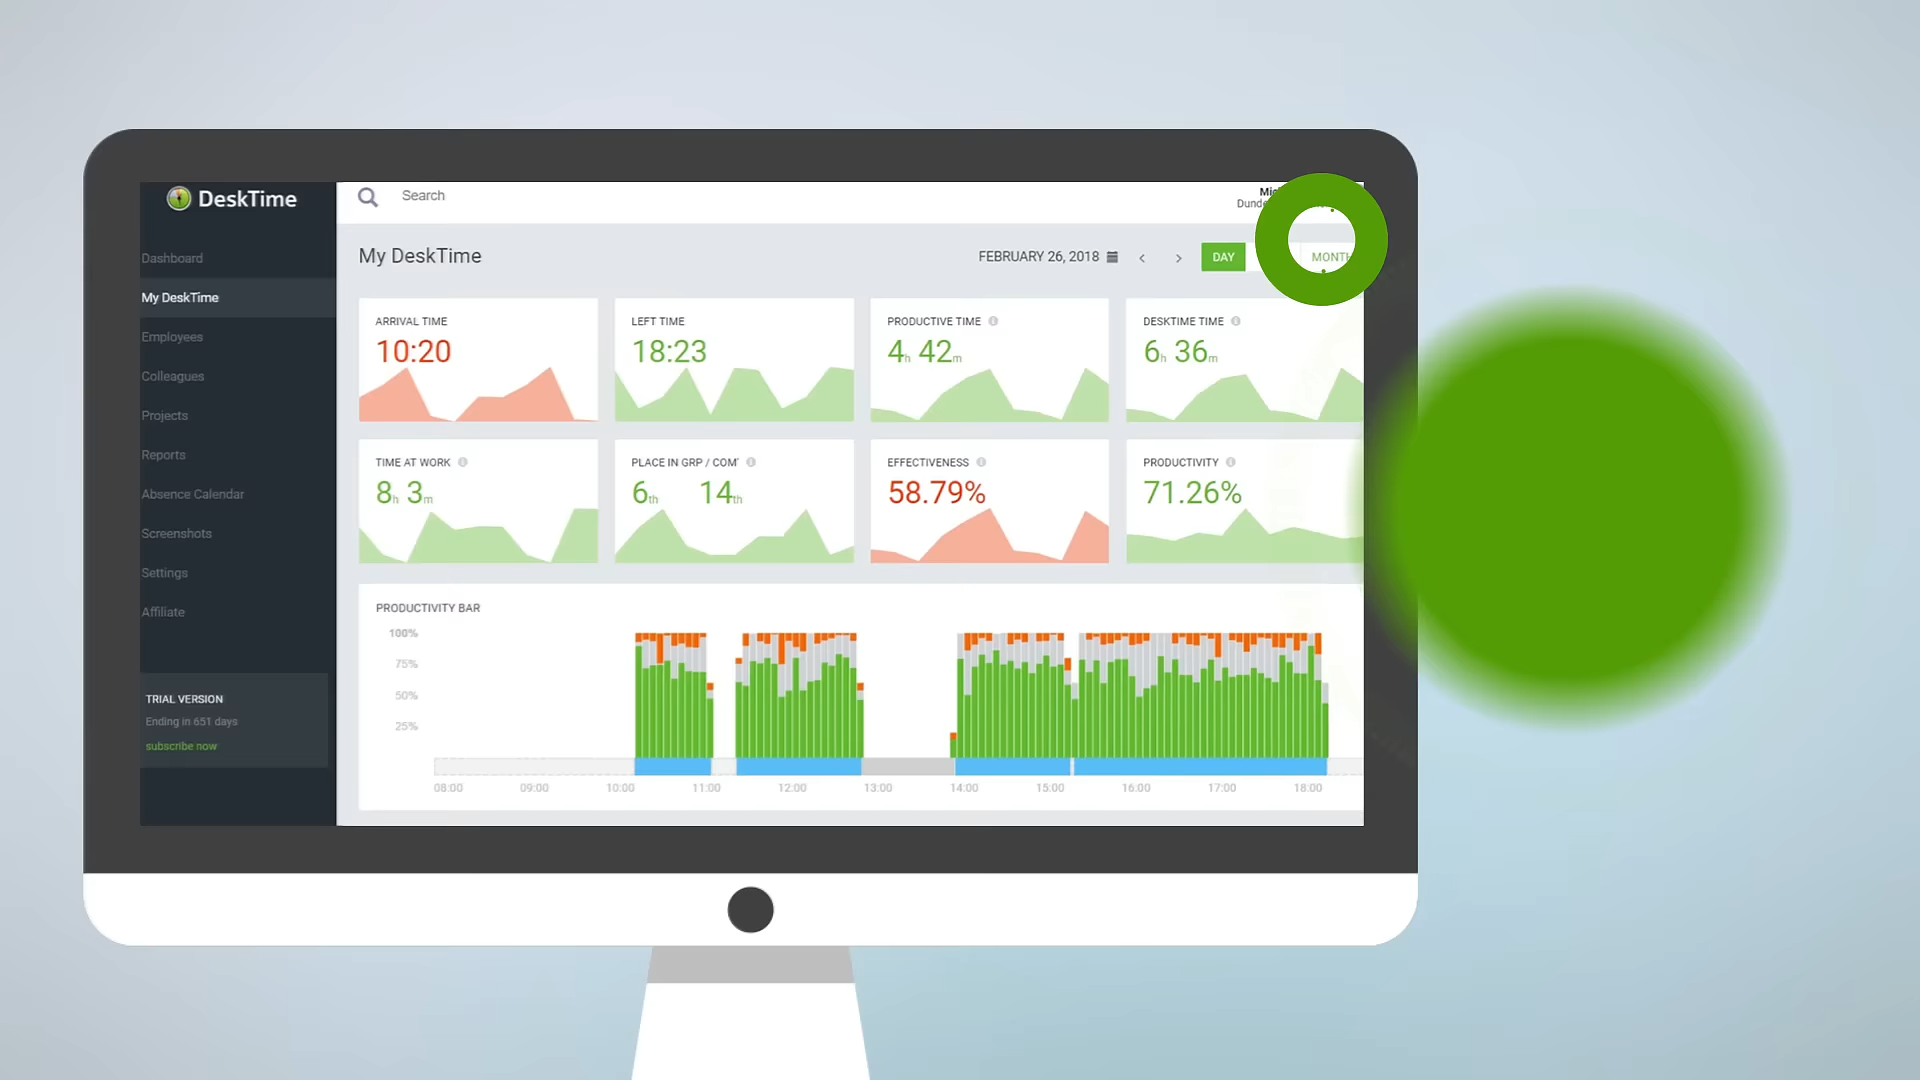 DeskTime
Search
Dashboard
My DeskTime
Employees
Colleagues
Projects
Reports
Absence Calendar
Screenshots
Settings
Affiliate
TRIAL VERSION
Ending in 651 days
subscribe now
My DeskTime
FEBRUARY 26, 2018
DAY
MONTH
ARRIVAL TIME
10:20
LEFT TIME
18:23
PRODUCTIVE TIME
4h 42m
DESKTIME TIME
6h 36m
TIME AT WORK
8h 3m
PLACE IN GRP / COM
6th 14th
EFFECTIVENESS
58.79%
PRODUCTIVITY
71.26%
PRODUCTIVITY BAR
100%
75%
50%
25%
08:00 09:00 10:00 11:00 12:00 13:00 14:00 15:00 16:00 17:00 18:00